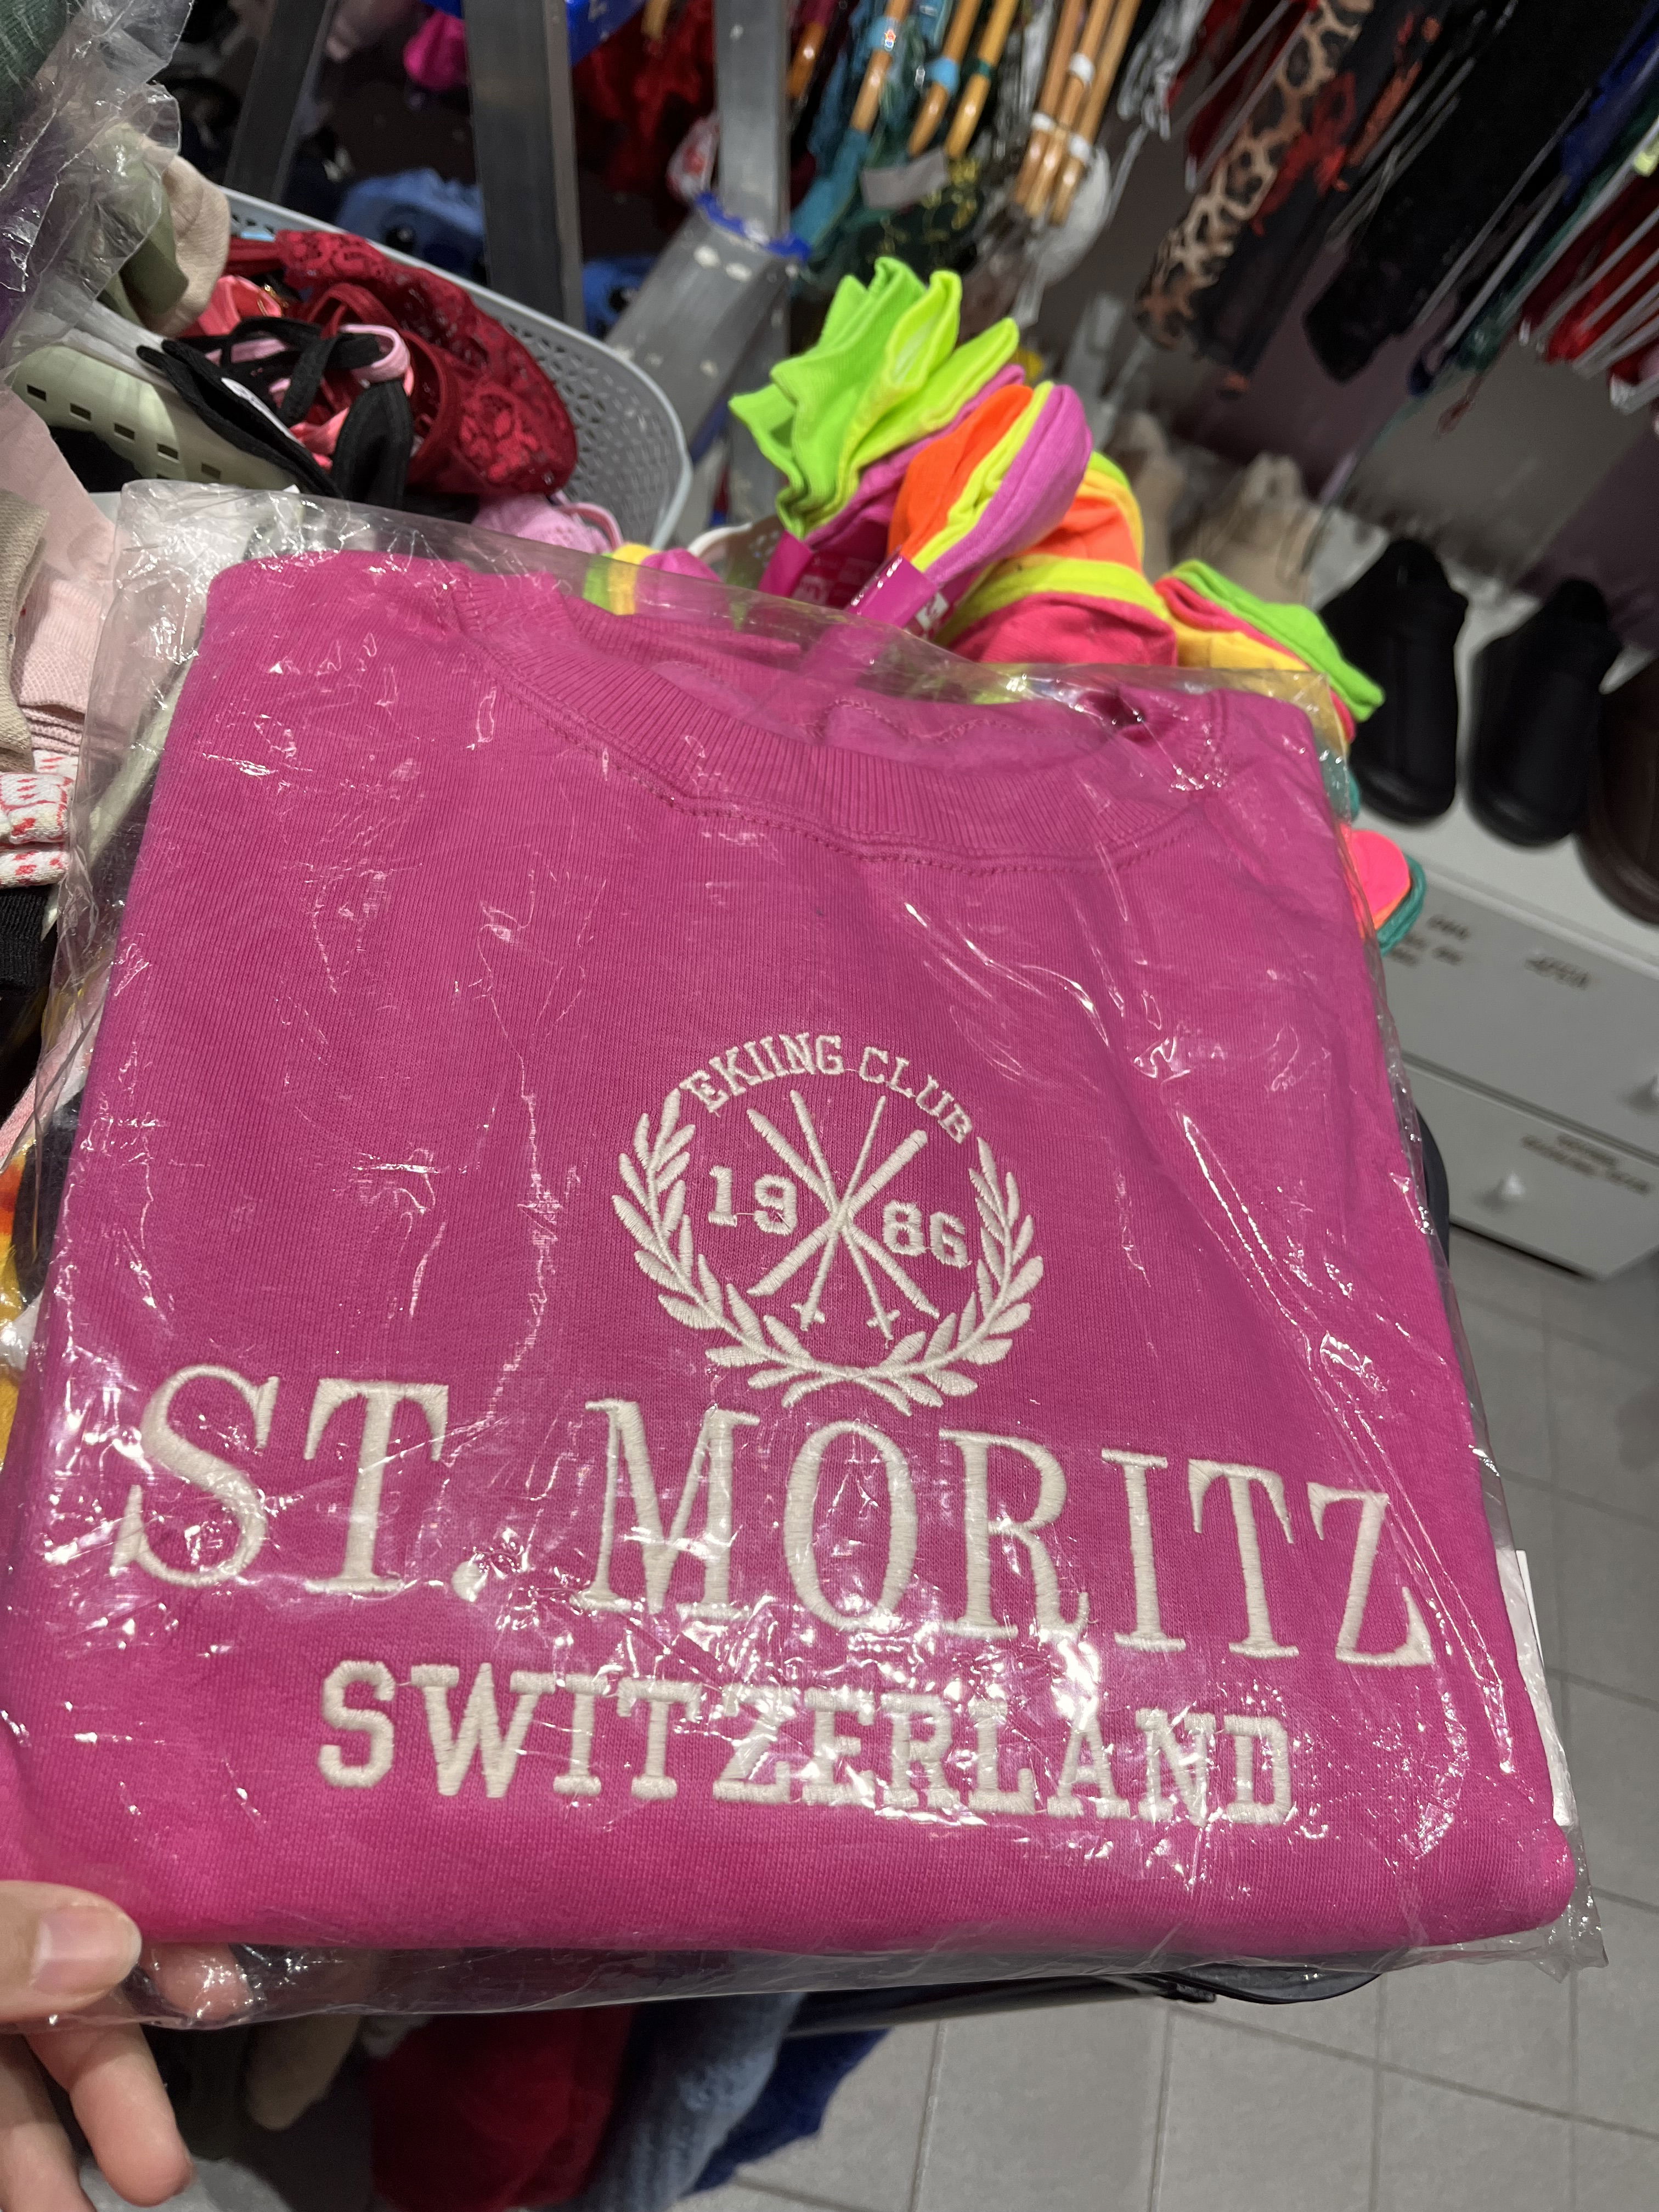 EKIING CLUB
19 86
ST. MORITZ
SWITZERLAND